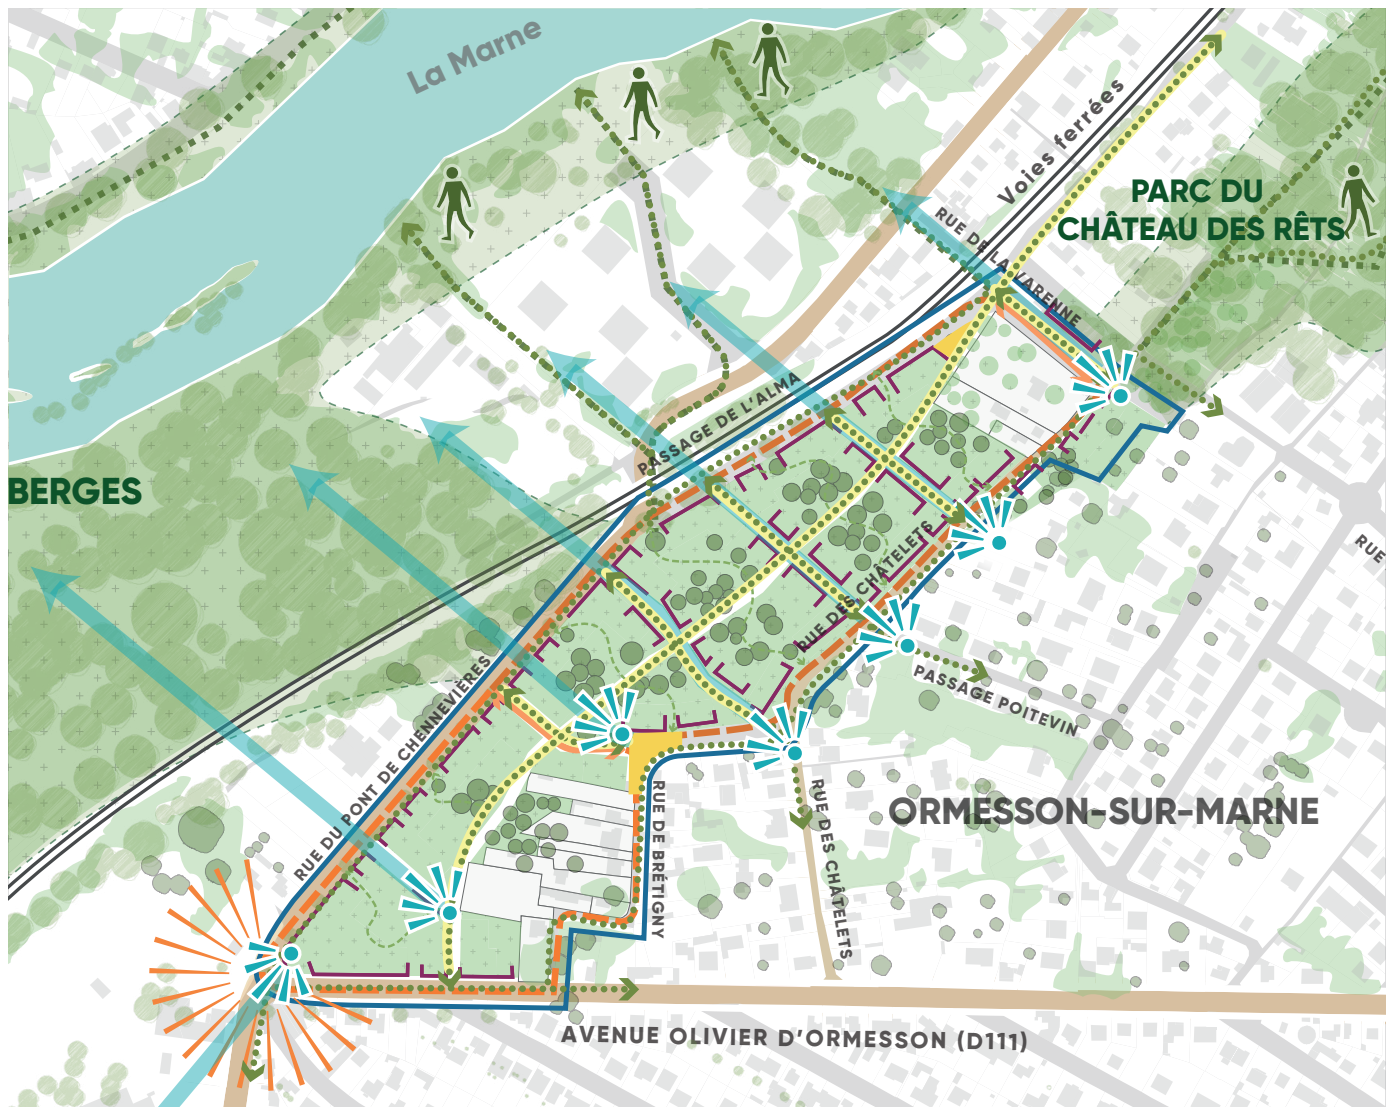 La Marne
Voies ferrées
PARC DU
CHÂTEAU DES RÊTS
RUE DE LA VARENNE
PASSAGE DE L'ALMA
BERGES
RUE DES CHÂTELETS
RUE
PASSAGE POITEVIN
RUE DU PONT DE CHENNEVIÈRES
RUE DE BRÉTIGNY
RUE DES CHÂTELETS
ORMESSON-SUR-MARNE
AVENUE OLIVIER D'ORMESSON (D111)